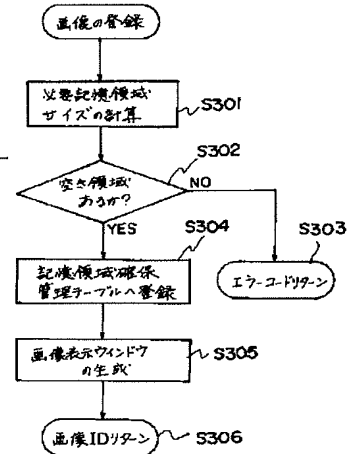 画像の登録
必要記憶領域
サイズの計算
S301
S302
空き領域
あるか?
NO
YES
S304
S303
記憶領域確保
管理テーブルへ登録
エラーコードリターン
画像表示ウィンドウ
の生成
S305
画像IDリターン
S306